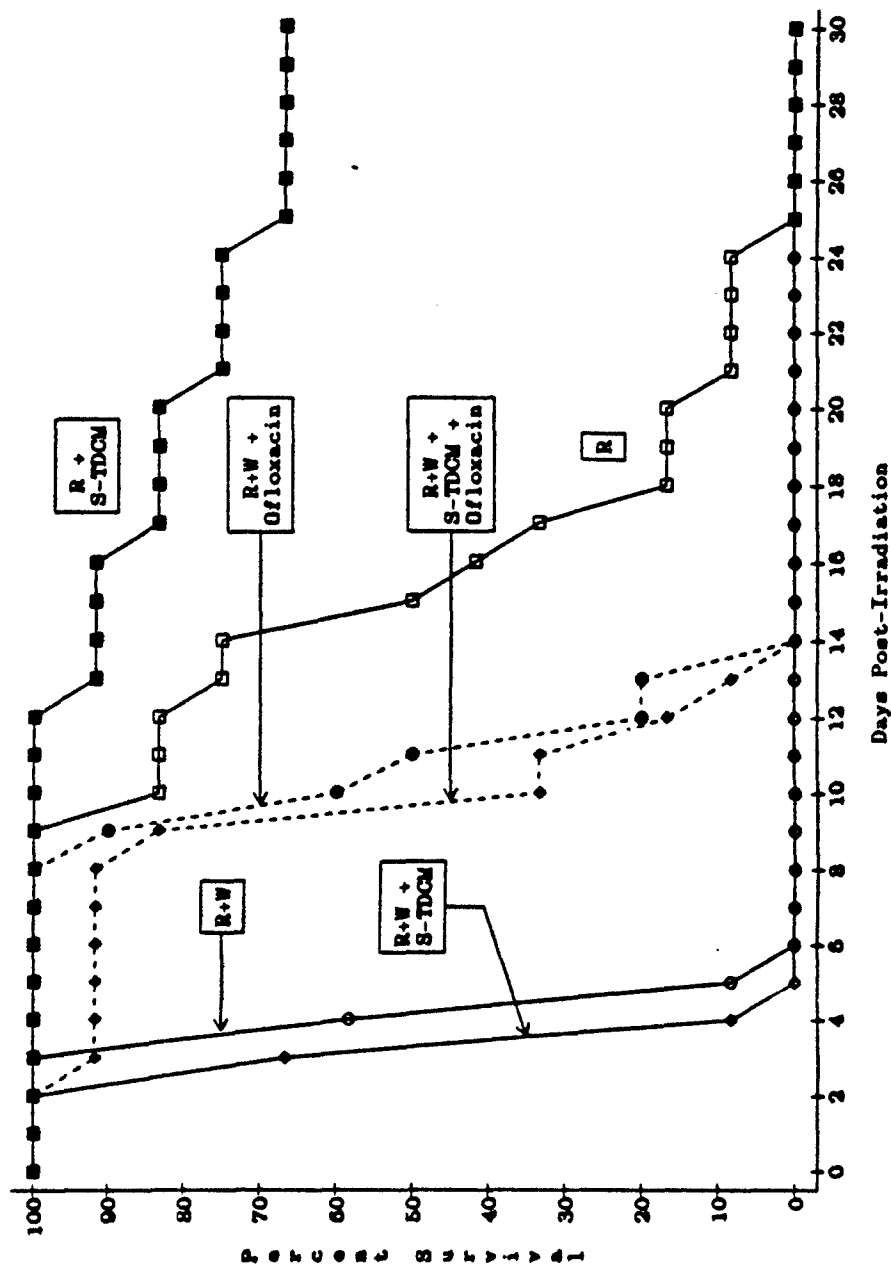 R +
S-TDCM
R+W +
Ofloxacin
R+W +
S-TDCM +
Ofloxacin
R
R+W
R+W +
S-TDCM
100
90
80
70
60
50
40
30
20
10
0
Percent Survival
0 2 4 6 8 10 12 14 16 18 20 22 24 26 28 30
Days Post-Irradiation